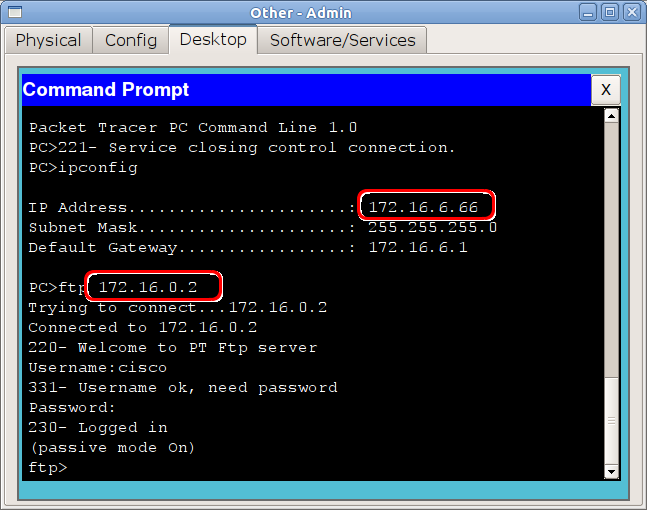 Other - Admin
Physical Config Desktop Software/Services
Command Prompt X
Packet Tracer PC Command Line 1.0
PC>221- Service closing control connection.
PC>ipconfig
IP Address......................: 172.16.6.66
Subnet Mask.....................: 255.255.255.0
Default Gateway.................: 172.16.6.1
PC>ftp 172.16.0.2
Trying to connect...172.16.0.2
Connected to 172.16.0.2
220- Welcome to PT Ftp server
Username:cisco
331- Username ok, need password
Password:
230- Logged in
(passive mode On)
ftp>